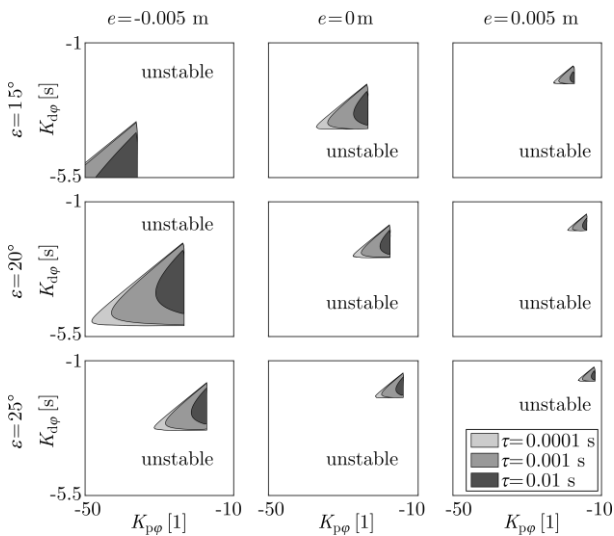 e=-0.005 m
e=0 m
e=0.005 m
ε=15°
K_dφ [s]
-1
-5.5
unstable
unstable
unstable
ε=20°
K_dφ [s]
-1
-5.5
unstable
unstable
unstable
ε=25°
K_dφ [s]
-1
-5.5
unstable
unstable
unstable
τ=0.0001 s
τ=0.001 s
τ=0.01 s
-50 -10
-50 -10
-50 -10
K_pφ [1]
K_pφ [1]
K_pφ [1]